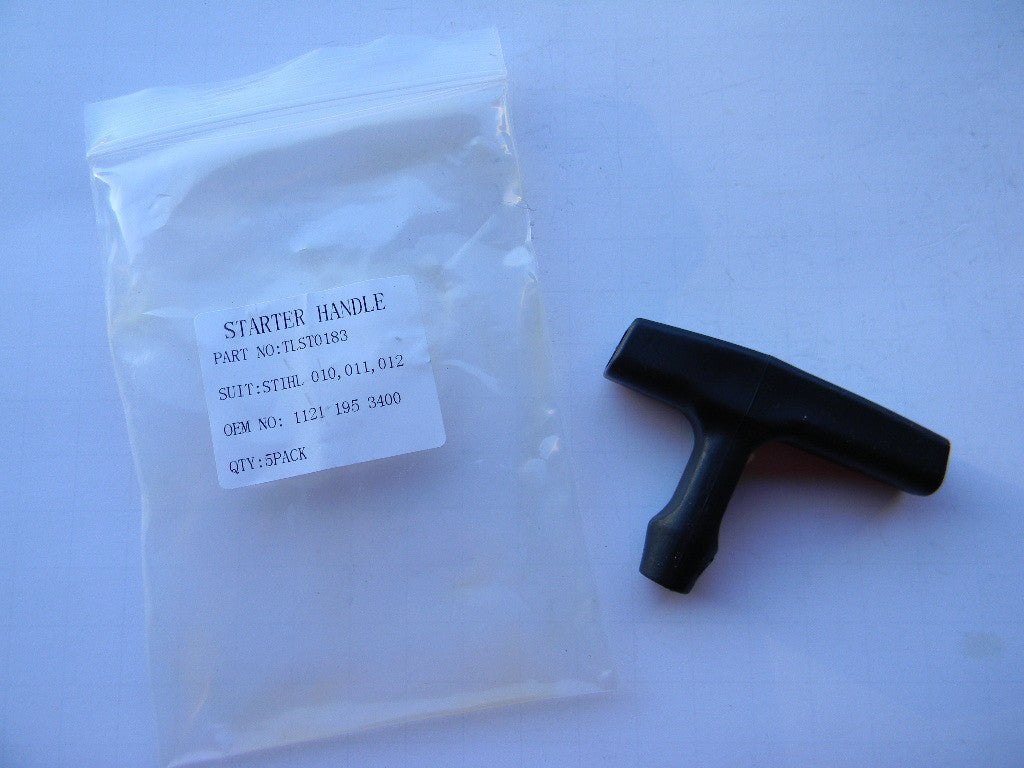 STARTER HANDLE
PART NO:TLST0183
SUIT:STIHL 010,011,012
OEM NO: 1121 195 3400
QTY:5PACK